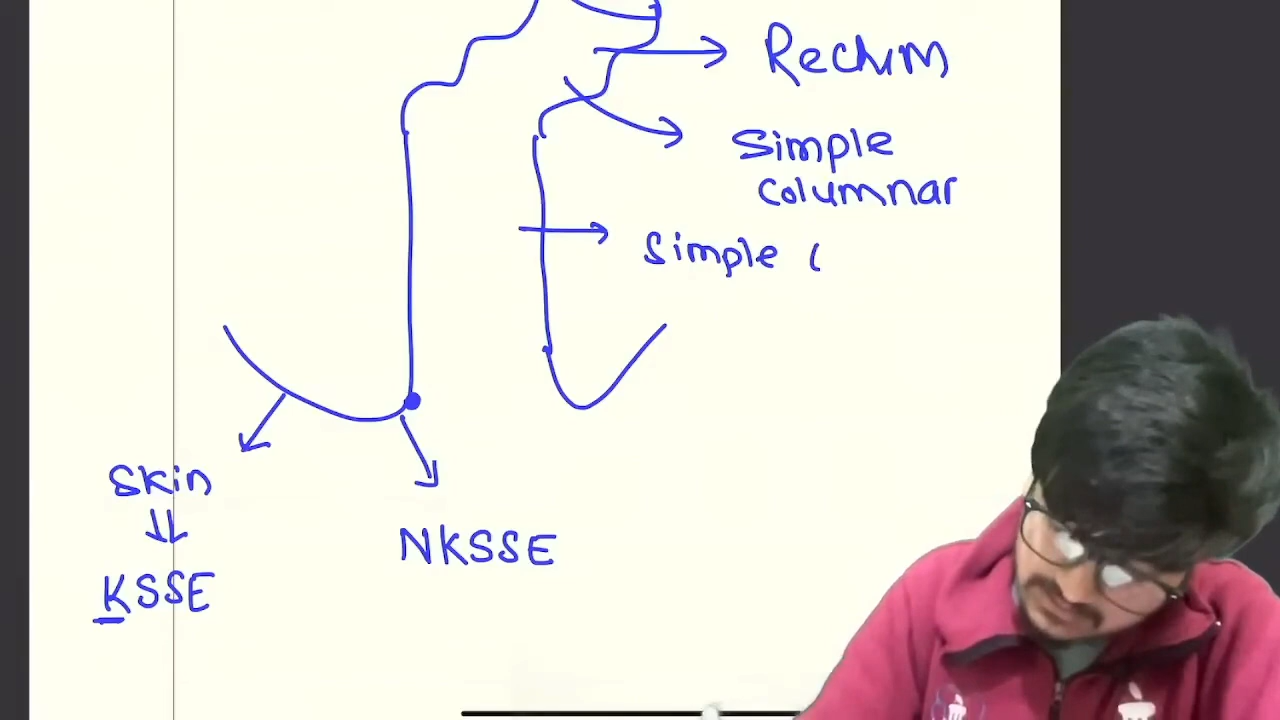 Rectum
Simple
Columnar
Simple (
Skin
KSSE
NKSSE